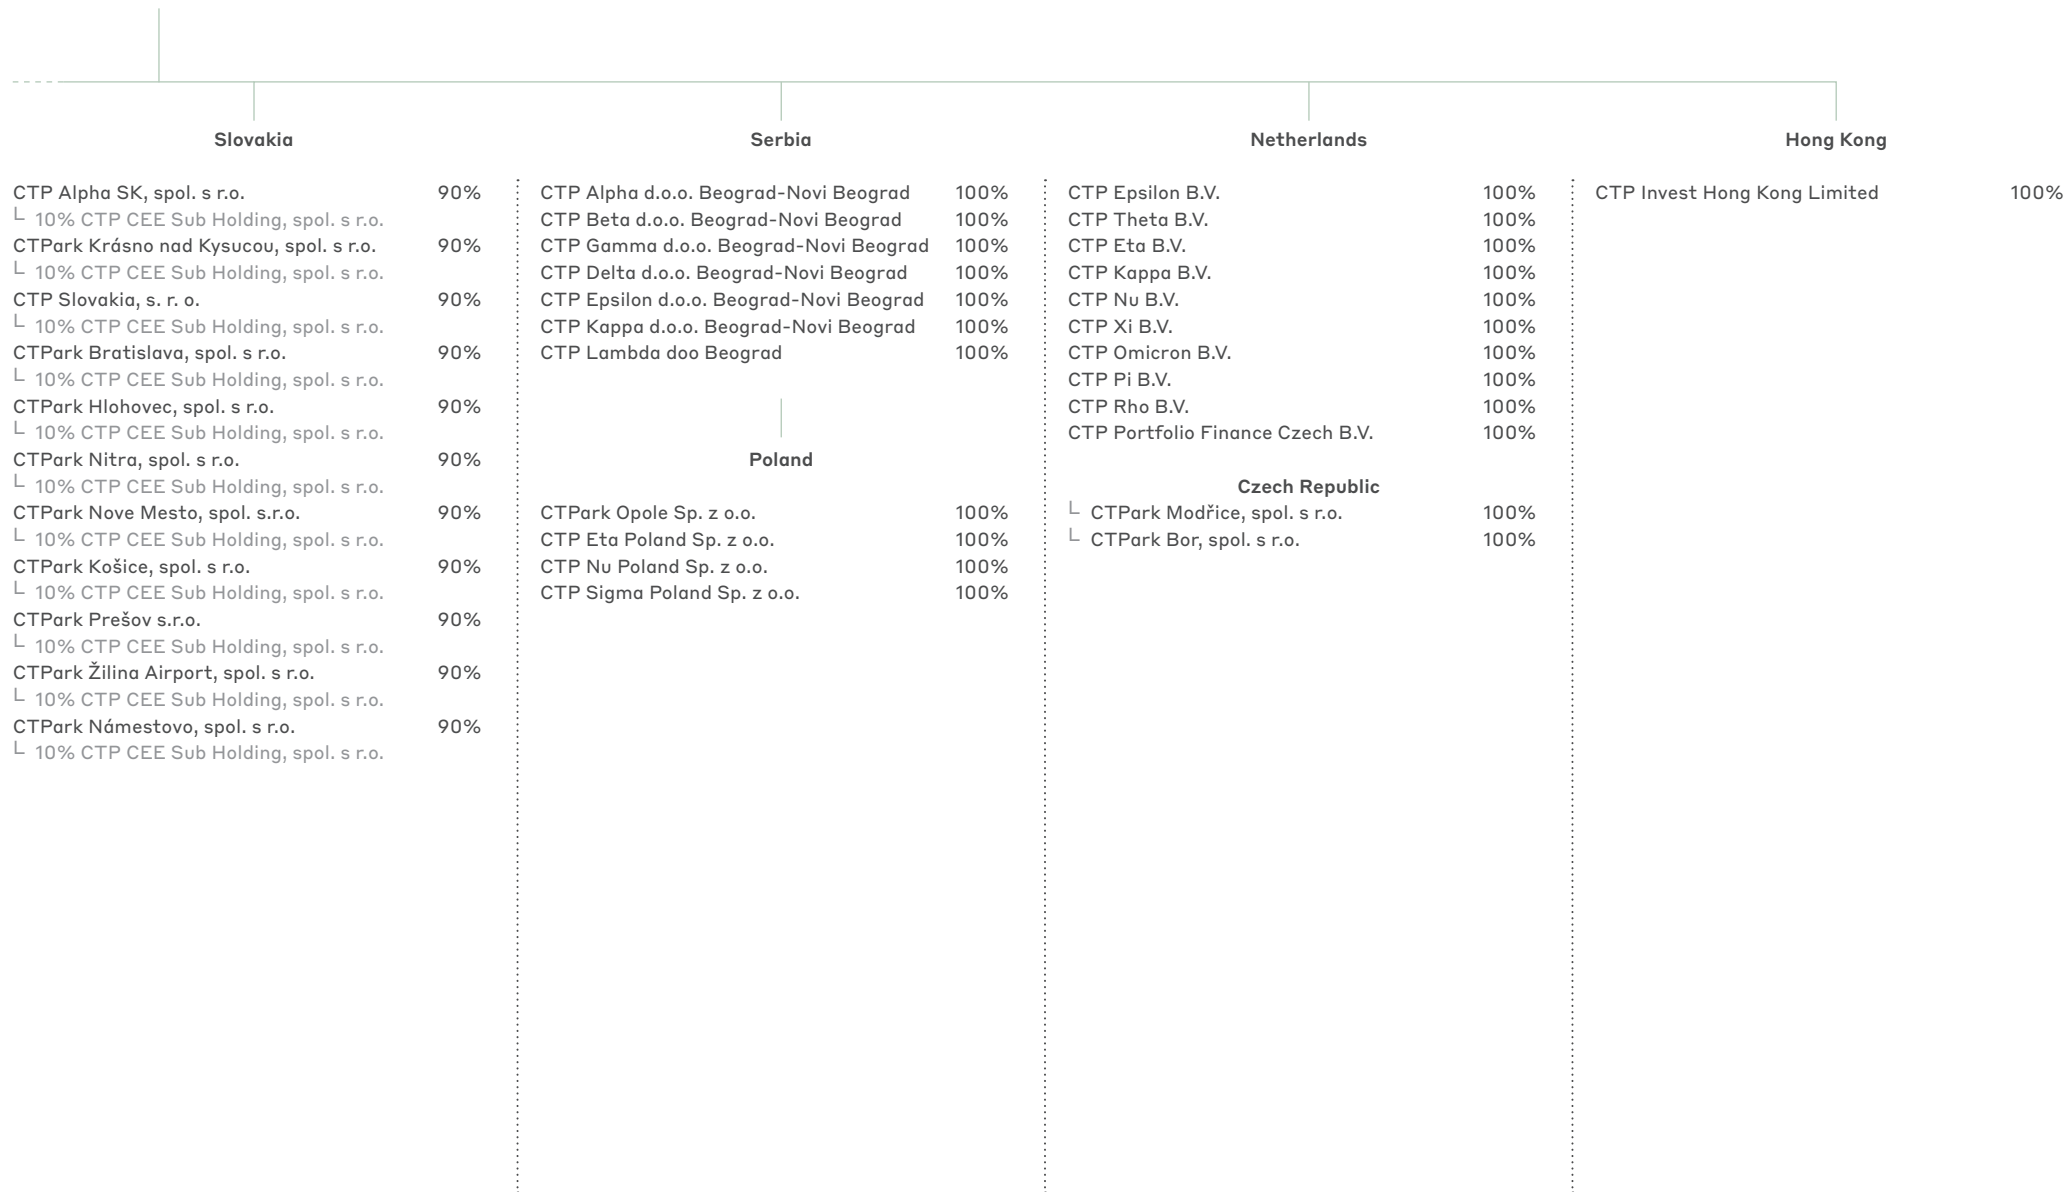 Slovakia
CTP Alpha SK, spol. s r.o. 90%
└ 10% CTP CEE Sub Holding, spol. s r.o.
CTPark Krásno nad Kysucou, spol. s r.o. 90%
└ 10% CTP CEE Sub Holding, spol. s r.o.
CTP Slovakia, s. r. o. 90%
└ 10% CTP CEE Sub Holding, spol. s r.o.
CTPark Bratislava, spol. s r.o. 90%
└ 10% CTP CEE Sub Holding, spol. s r.o.
CTPark Hlohovec, spol. s r.o. 90%
└ 10% CTP CEE Sub Holding, spol. s r.o.
CTPark Nitra, spol. s r.o. 90%
└ 10% CTP CEE Sub Holding, spol. s r.o.
CTPark Nove Mesto, spol. s.r.o. 90%
└ 10% CTP CEE Sub Holding, spol. s r.o.
CTPark Košice, spol. s r.o. 90%
└ 10% CTP CEE Sub Holding, spol. s r.o.
CTPark Prešov s.r.o. 90%
└ 10% CTP CEE Sub Holding, spol. s r.o.
CTPark Žilina Airport, spol. s r.o. 90%
└ 10% CTP CEE Sub Holding, spol. s r.o.
CTPark Námestovo, spol. s r.o. 90%
└ 10% CTP CEE Sub Holding, spol. s r.o.
Serbia
CTP Alpha d.o.o. Beograd-Novi Beograd 100%
CTP Beta d.o.o. Beograd-Novi Beograd 100%
CTP Gamma d.o.o. Beograd-Novi Beograd 100%
CTP Delta d.o.o. Beograd-Novi Beograd 100%
CTP Epsilon d.o.o. Beograd-Novi Beograd 100%
CTP Kappa d.o.o. Beograd-Novi Beograd 100%
CTP Lambda doo Beograd 100%
Poland
CTPark Opole Sp. z o.o. 100%
CTP Eta Poland Sp. z o.o. 100%
CTP Nu Poland Sp. z o.o. 100%
CTP Sigma Poland Sp. z o.o. 100%
Netherlands
CTP Epsilon B.V. 100%
CTP Theta B.V. 100%
CTP Eta B.V. 100%
CTP Kappa B.V. 100%
CTP Nu B.V. 100%
CTP Xi B.V. 100%
CTP Omicron B.V. 100%
CTP Pi B.V. 100%
CTP Rho B.V. 100%
CTP Portfolio Finance Czech B.V. 100%
Czech Republic
└ CTPark Modřice, spol. s r.o. 100%
└ CTPark Bor, spol. s r.o. 100%
Hong Kong
CTP Invest Hong Kong Limited 100%